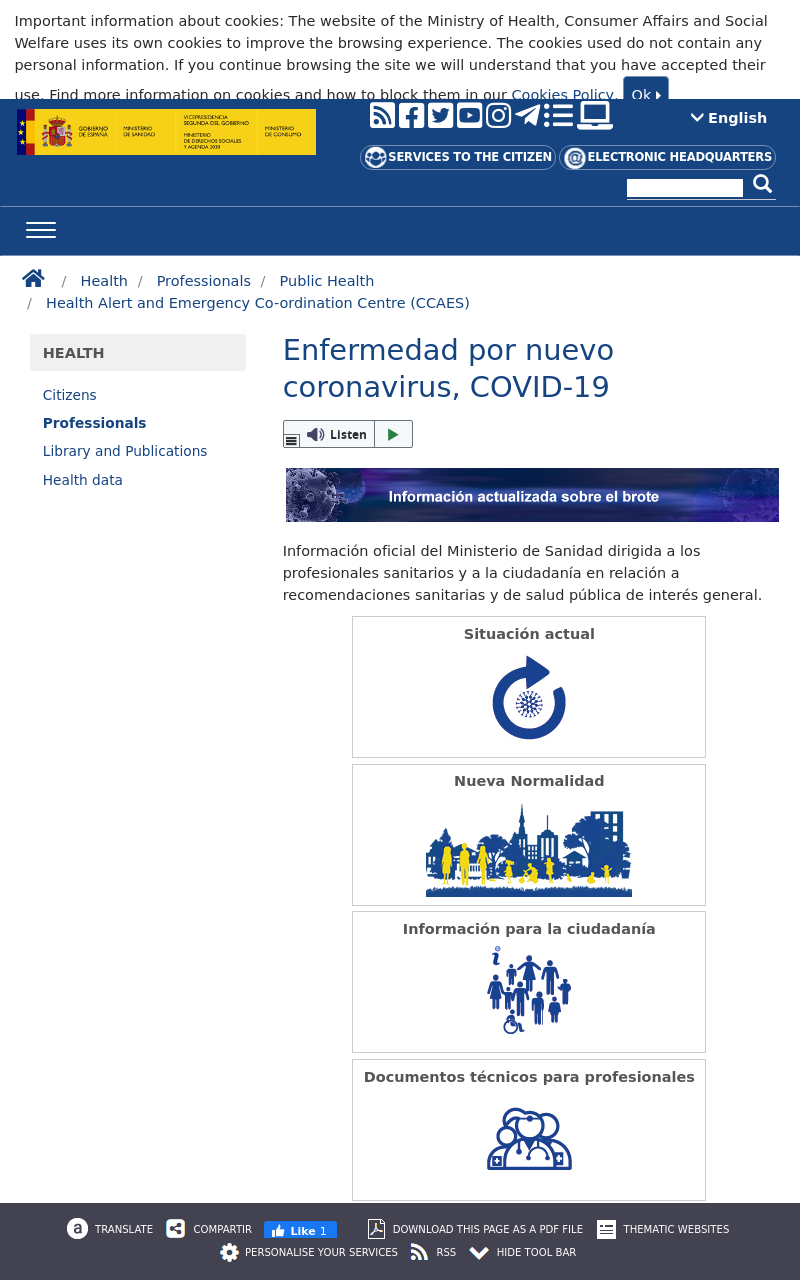 Important information about cookies: The website of the Ministry of Health, Consumer Affairs and Social
Welfare uses its own cookies to improve the browsing experience. The cookies used do not contain any
personal information. If you continue browsing the site we will understand that you have accepted their
use. Find more information on cookies and how to block them in our Cookies Policy. Ok
GOBIERNO DE ESPAÑA
MINISTERIO DE SANIDAD
VICEPRESIDENCIA SEGUNDA DEL GOBIERNO
MINISTERIO DE DERECHOS SOCIALES Y AGENDA 2030
MINISTERIO DE CONSUMO
English
SERVICES TO THE CITIZEN
@ ELECTRONIC HEADQUARTERS
/ Health / Professionals / Public Health
/ Health Alert and Emergency Co-ordination Centre (CCAES)
HEALTH
Citizens
Professionals
Library and Publications
Health data
Enfermedad por nuevo
coronavirus, COVID-19
Listen
Información actualizada sobre el brote
Información oficial del Ministerio de Sanidad dirigida a los
profesionales sanitarios y a la ciudadanía en relación a
recomendaciones sanitarias y de salud pública de interés general.
Situación actual
Nueva Normalidad
Información para la ciudadanía
i
Documentos técnicos para profesionales
a TRANSLATE COMPARTIR Like 1 DOWNLOAD THIS PAGE AS A PDF FILE THEMATIC WEBSITES
PERSONALISE YOUR SERVICES RSS HIDE TOOL BAR